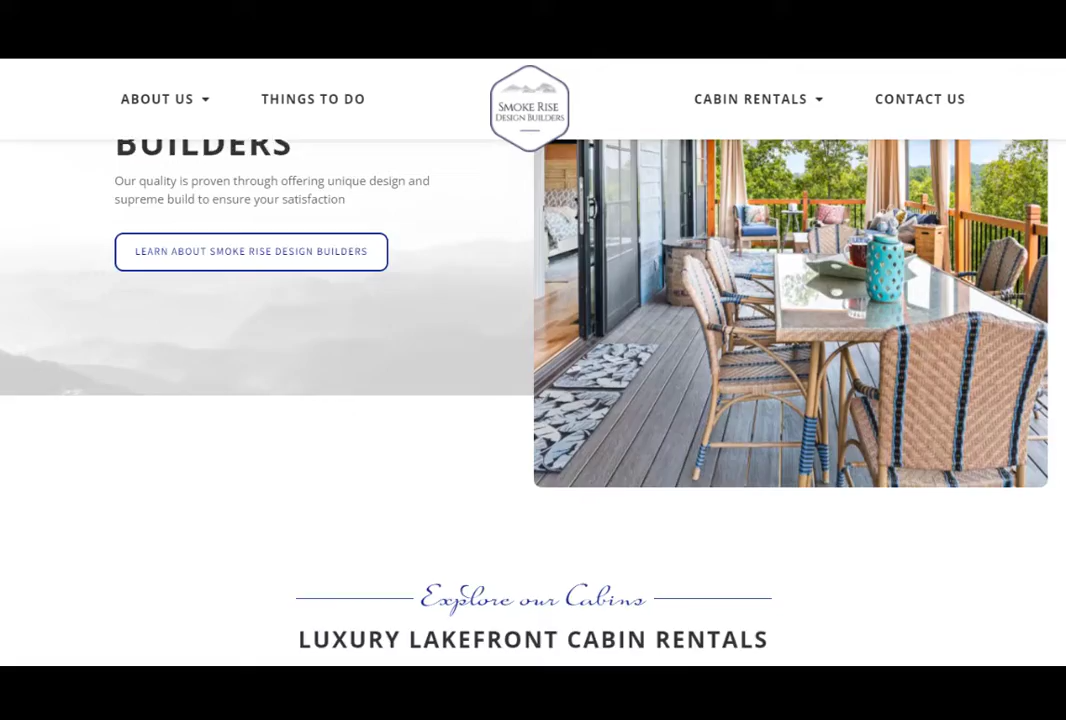 ABOUT US
THINGS TO DO
SMOKE RISE
DESIGN BUILDERS
CABIN RENTALS
CONTACT US
BUILDERS
Our quality is proven through offering unique design and
supreme build to ensure your satisfaction
LEARN ABOUT SMOKE RISE DESIGN BUILDERS
Explore our Cabins
LUXURY LAKEFRONT CABIN RENTALS